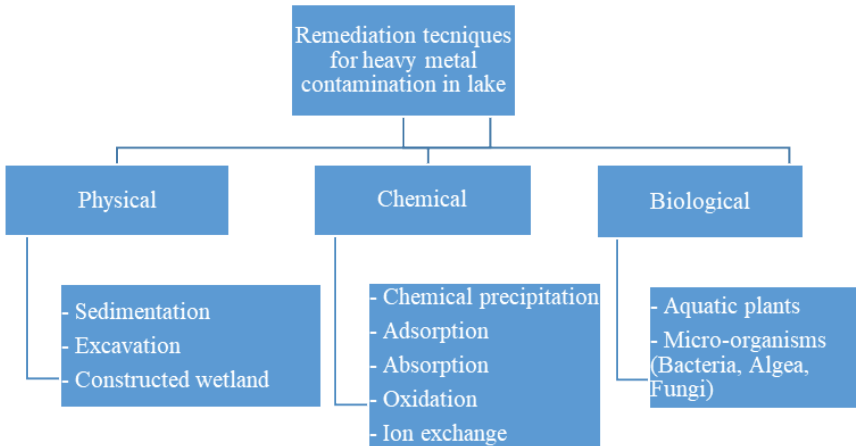 Remediation tecniques
for heavy metal
contamination in lake
Physical
Chemical
Biological
- Sedimentation
- Excavation
- Constructed wetland
- Chemical precipitation
- Adsorption
- Absorption
- Oxidation
- Ion exchange
- Aquatic plants
- Micro-organisms
(Bacteria, Algea,
Fungi)